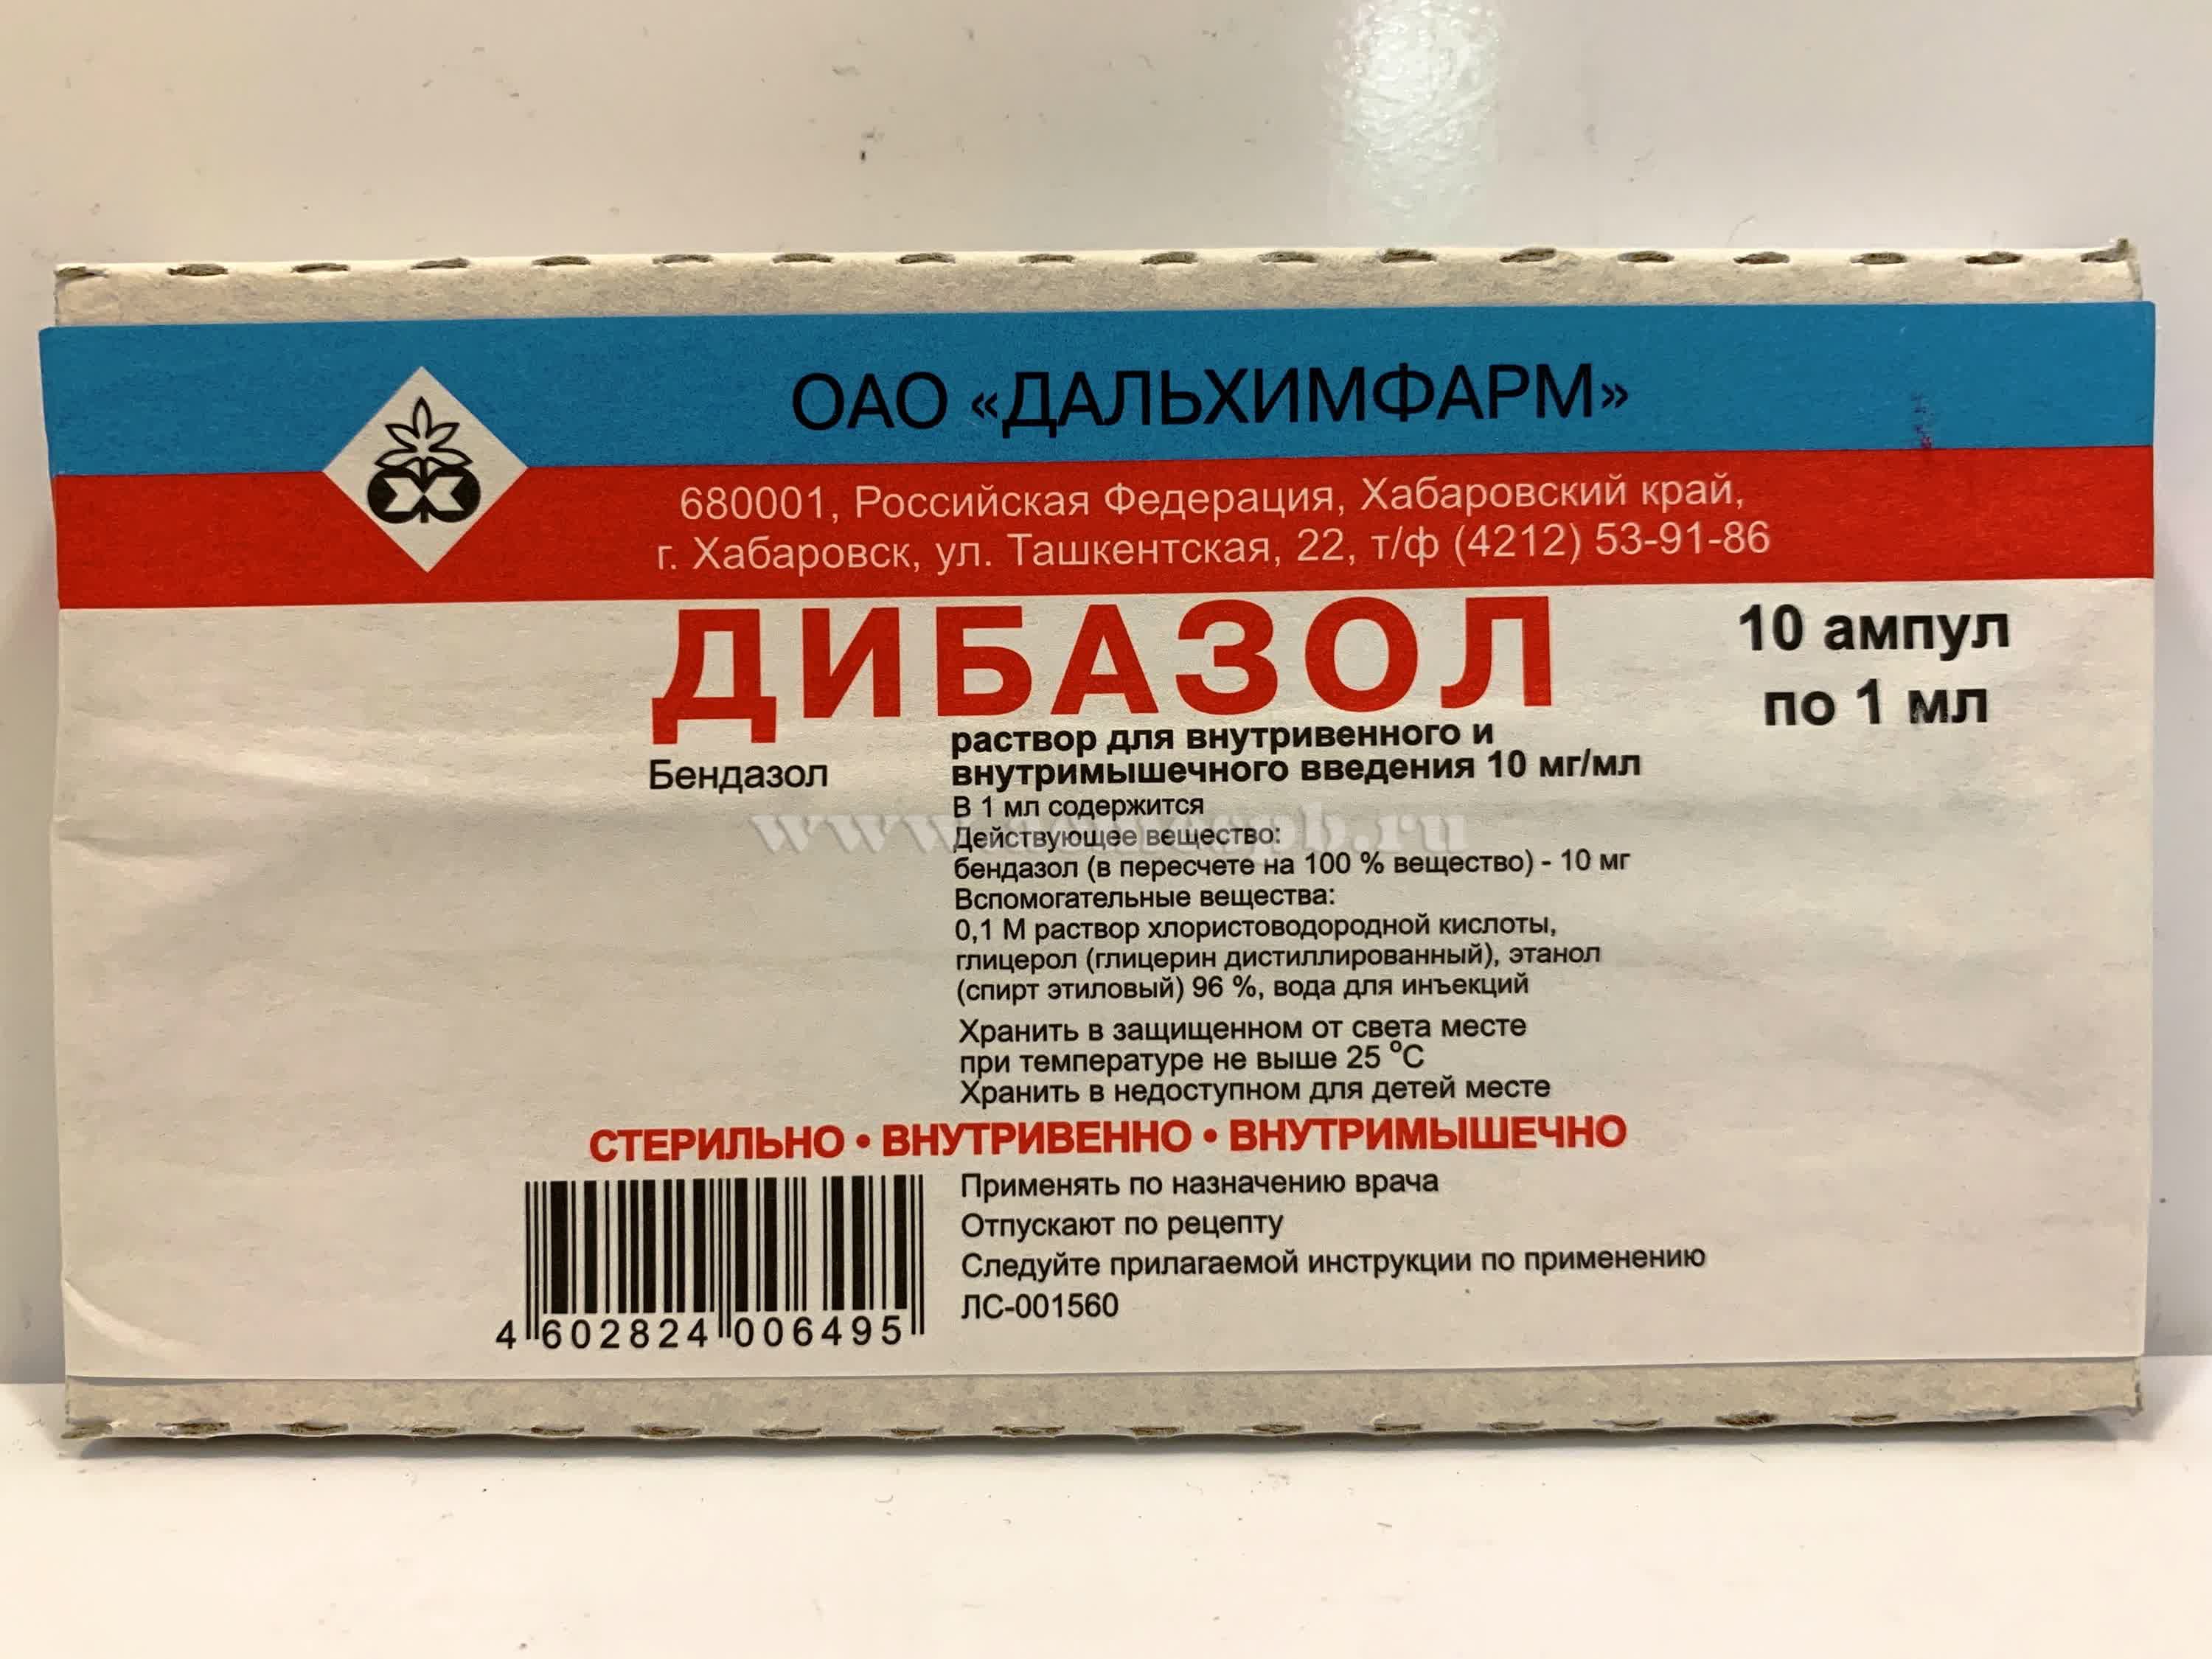 ОАО «ДАЛЬХИМФАРМ»
680001, Российская Федерация, Хабаровский край,
г. Хабаровск, ул. Ташкентская, 22, т/ф (4212) 53-91-86
ДИБАЗОЛ
10 ампул
по 1 мл
Бендазол
раствор для внутривенного и
внутримышечного введения 10 мг/мл
В 1 мл содержится
Действующее вещество:
бендазол (в пересчете на 100 % вещество) - 10 мг
Вспомогательные вещества:
0,1 М раствор хлористоводородной кислоты,
глицерол (глицерин дистиллированный), этанол
(спирт этиловый) 96 %, вода для инъекций
Хранить в защищенном от света месте
при температуре не выше 25 °С
Хранить в недоступном для детей месте
СТЕРИЛЬНО • ВНУТРИВЕННО • ВНУТРИМЫШЕЧНО
Применять по назначению врача
Отпускают по рецепту
Следуйте прилагаемой инструкции по применению
ЛС-001560
4 602824 006495